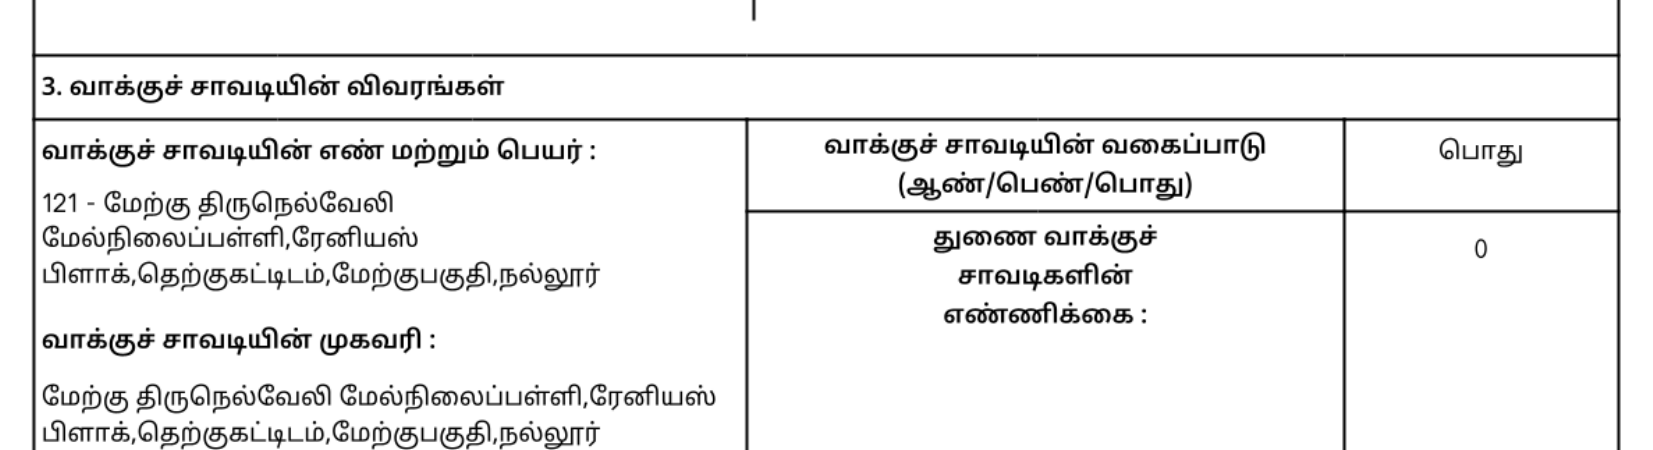 3. வாக்குச் சாவடியின் விவரங்கள்
வாக்குச் சாவடியின் எண் மற்றும் பெயர் :
121 - மேற்கு திருநெல்வேலி
மேல்நிலைப்பள்ளி,ரேனியஸ்
பிளாக்,தெற்குகட்டிடம்,மேற்குபகுதி,நல்லூர்
வாக்குச் சாவடியின் முகவரி :
மேற்கு திருநெல்வேலி மேல்நிலைப்பள்ளி,ரேனியஸ்
பிளாக்,தெற்குகட்டிடம்,மேற்குபகுதி,நல்லூர்
வாக்குச் சாவடியின் வகைப்பாடு
(ஆண்/பெண்/பொது)
பொது
துணை வாக்குச்
சாவடிகளின்
எண்ணிக்கை :
0